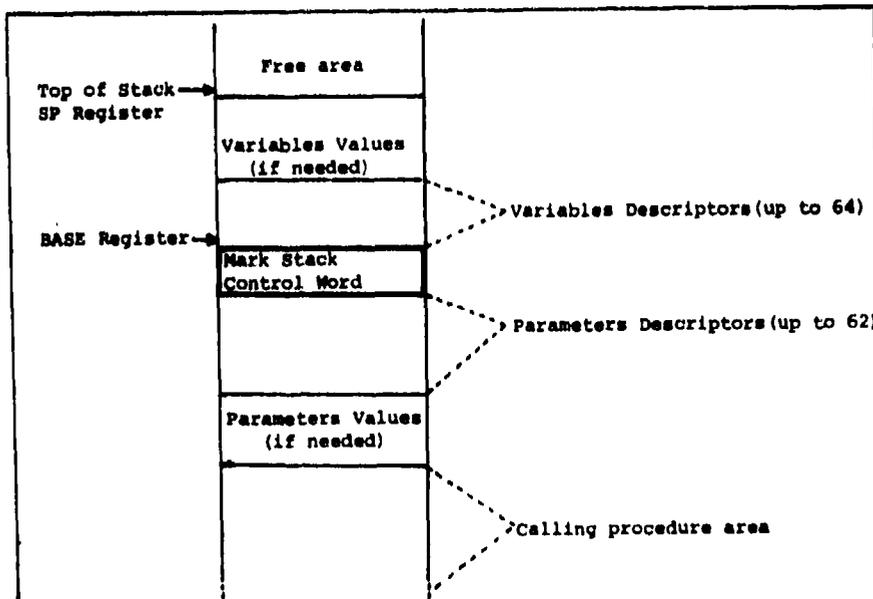 Free area
Top of Stack
SP Register
Variables Values
(if needed)
Variables Descriptors(up to 64)
BASE Register
Mark Stack
Control Word
Parameters Descriptors(up to 62)
Parameters Values
(if needed)
Calling procedure area